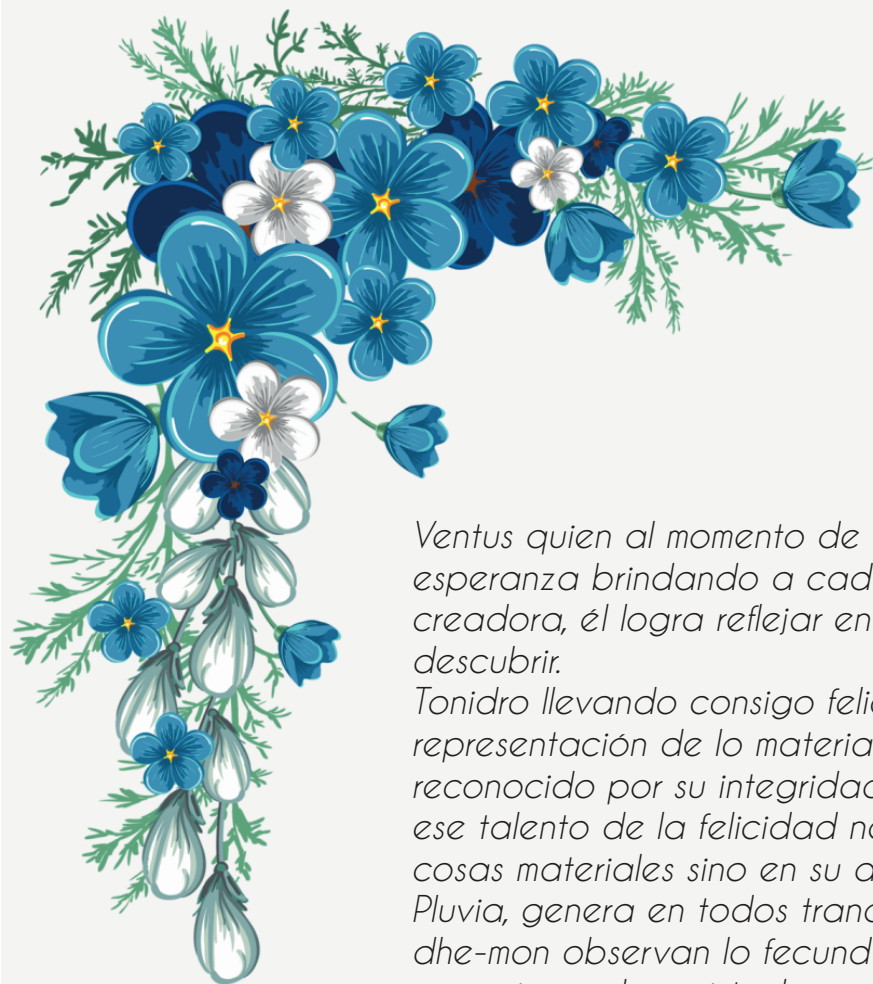 Ventus quien al momento de
esperanza brindando a cad
creadora, él logra reflejar en
descubrir.
Tonidro llevando consigo felic
representación de lo materia
reconocido por su integridad
ese talento de la felicidad no
cosas materiales sino en su a
Pluvia, genera en todos tranq
dhe-mon observan lo fecund